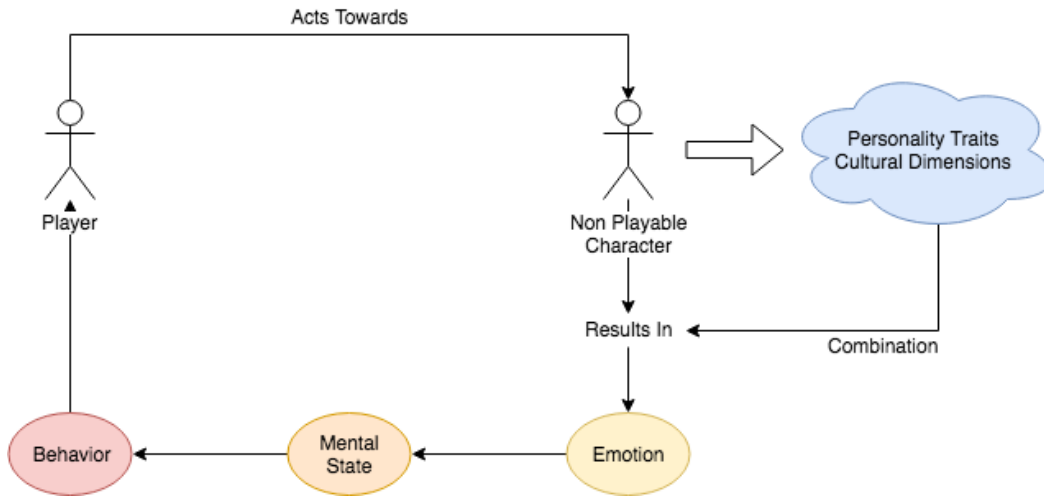 Acts Towards
Personality Traits
Cultural Dimensions
Player
Non Playable
Character
Results In
Combination
Behavior
Mental
State
Emotion